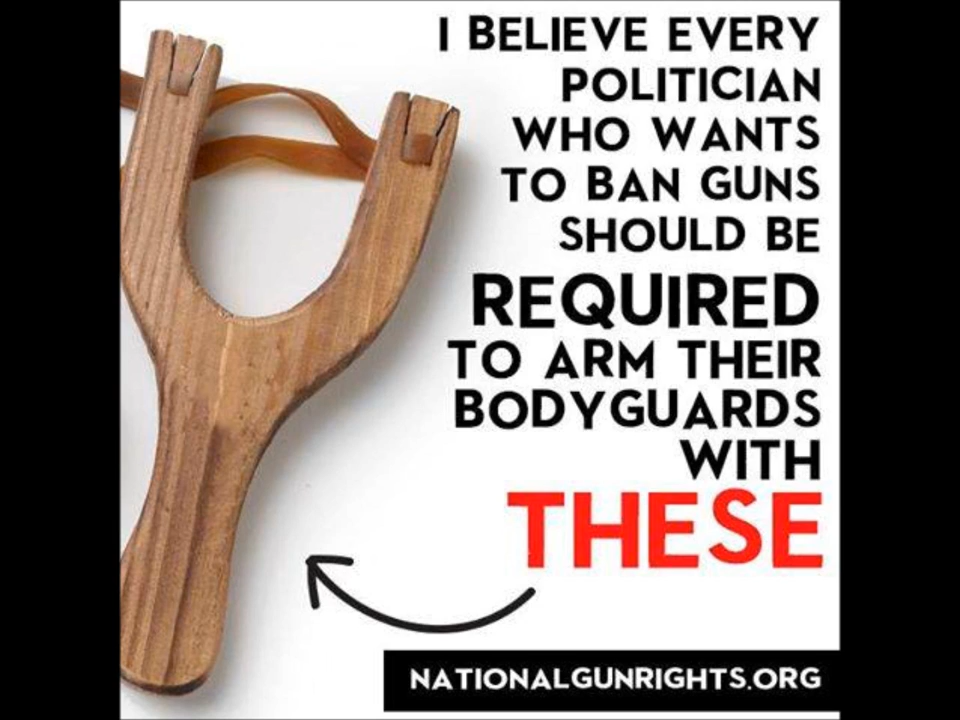 I BELIEVE EVERY
POLITICIAN
WHO WANTS
TO BAN GUNS
SHOULD BE
REQUIRED
TO ARM THEIR
BODYGUARDS
WITH
THESE
NATIONALGUNRIGHTS.ORG